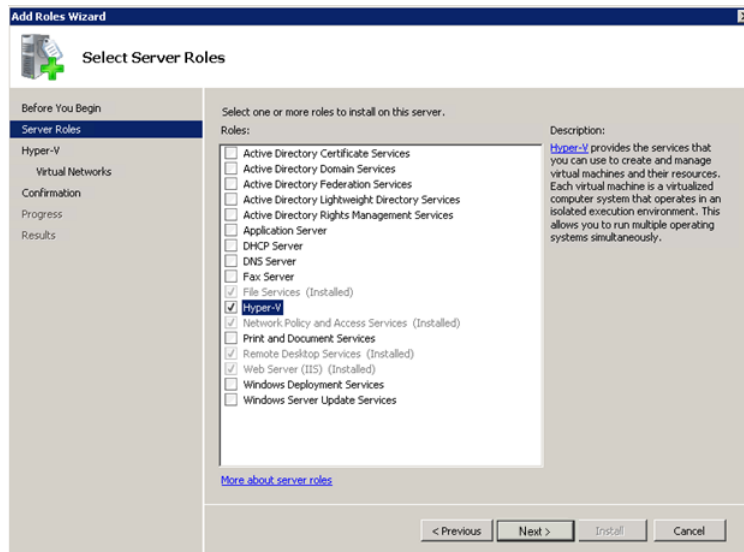 Add Roles Wizard
Select Server Roles
Before You Begin
Server Roles
Hyper-V
Virtual Networks
Confirmation
Progress
Results
Select one or more roles to install on this server.
Roles:
Active Directory Certificate Services
Active Directory Domain Services
Active Directory Federation Services
Active Directory Lightweight Directory Services
Active Directory Rights Management Services
Application Server
DHCP Server
DNS Server
Fax Server
File Services (Installed)
Hyper-V
Network Policy and Access Services (Installed)
Print and Document Services
Remote Desktop Services (Installed)
Web Server (IIS) (Installed)
Windows Deployment Services
Windows Server Update Services
More about server roles
Description:
Hyper-V provides the services that
you can use to create and manage
virtual machines and their resources.
Each virtual machine is a virtualized
computer system that operates in an
isolated execution environment. This
allows you to run multiple operating
systems simultaneously.
< Previous
Next >
Install
Cancel